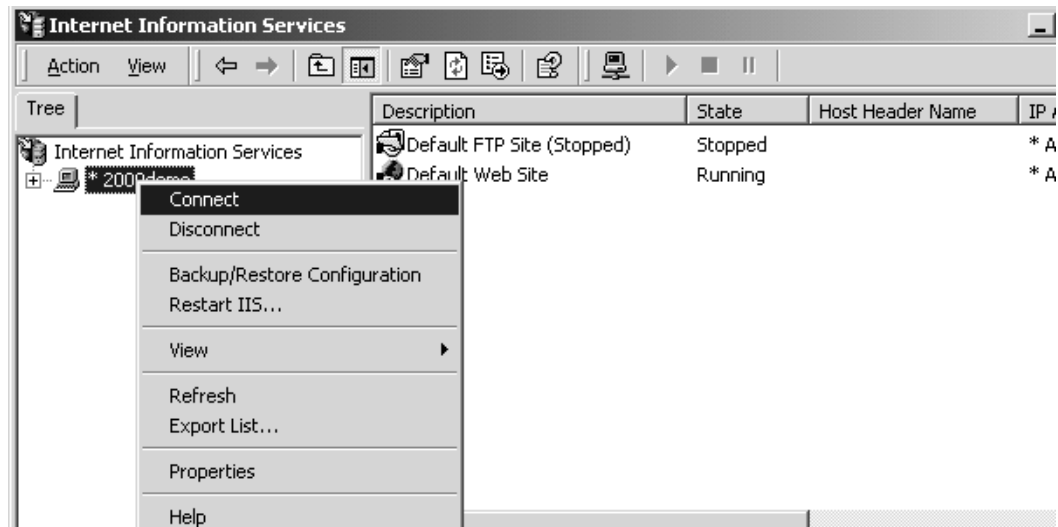 Internet Information Services
Action View
Tree
Description State Host Header Name IP
Internet Information Services
* 2000demo
Default FTP Site (Stopped) Stopped * A
Default Web Site Running * A
Connect
Disconnect
Backup/Restore Configuration
Restart IIS...
View
Refresh
Export List...
Properties
Help